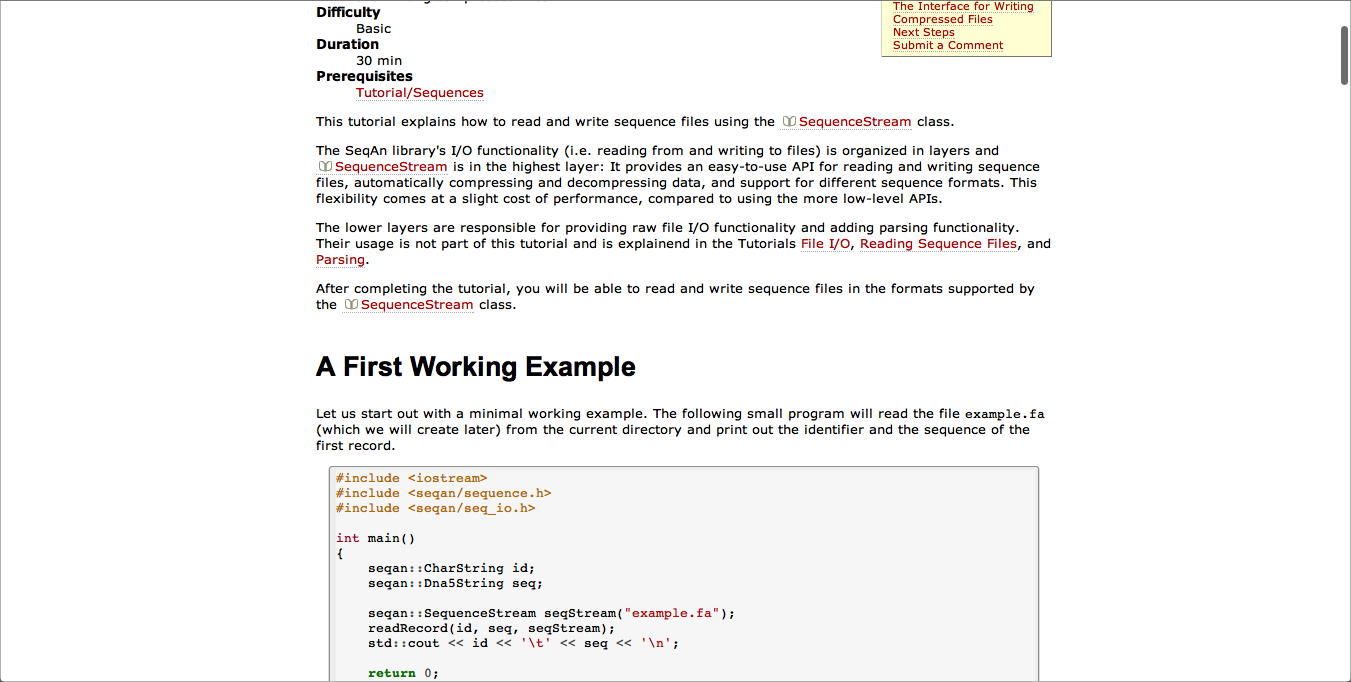 Difficulty
Basic
Duration
30 min
Prerequisites
Tutorial/Sequences
The Interface for Writing
Compressed Files
Next Steps
Submit a Comment
This tutorial explains how to read and write sequence files using the SequenceStream class.
The SeqAn library's I/O functionality (i.e. reading from and writing to files) is organized in layers and
SequenceStream is in the highest layer: It provides an easy-to-use API for reading and writing sequence
files, automatically compressing and decompressing data, and support for different sequence formats. This
flexibility comes at a slight cost of performance, compared to using the more low-level APIs.
The lower layers are responsible for providing raw file I/O functionality and adding parsing functionality.
Their usage is not part of this tutorial and is explainend in the Tutorials File I/O, Reading Sequence Files, and
Parsing.
After completing the tutorial, you will be able to read and write sequence files in the formats supported by
the SequenceStream class.
A First Working Example
Let us start out with a minimal working example. The following small program will read the file example.fa
(which we will create later) from the current directory and print out the identifier and the sequence of the
first record.
#include <iostream>
#include <seqan/sequence.h>
#include <seqan/seq_io.h>
int main()
{
    seqan::CharString id;
    seqan::Dna5String seq;
    seqan::SequenceStream seqStream("example.fa");
    readRecord(id, seq, seqStream);
    std::cout << id << '\t' << seq << '\n';
    return 0;